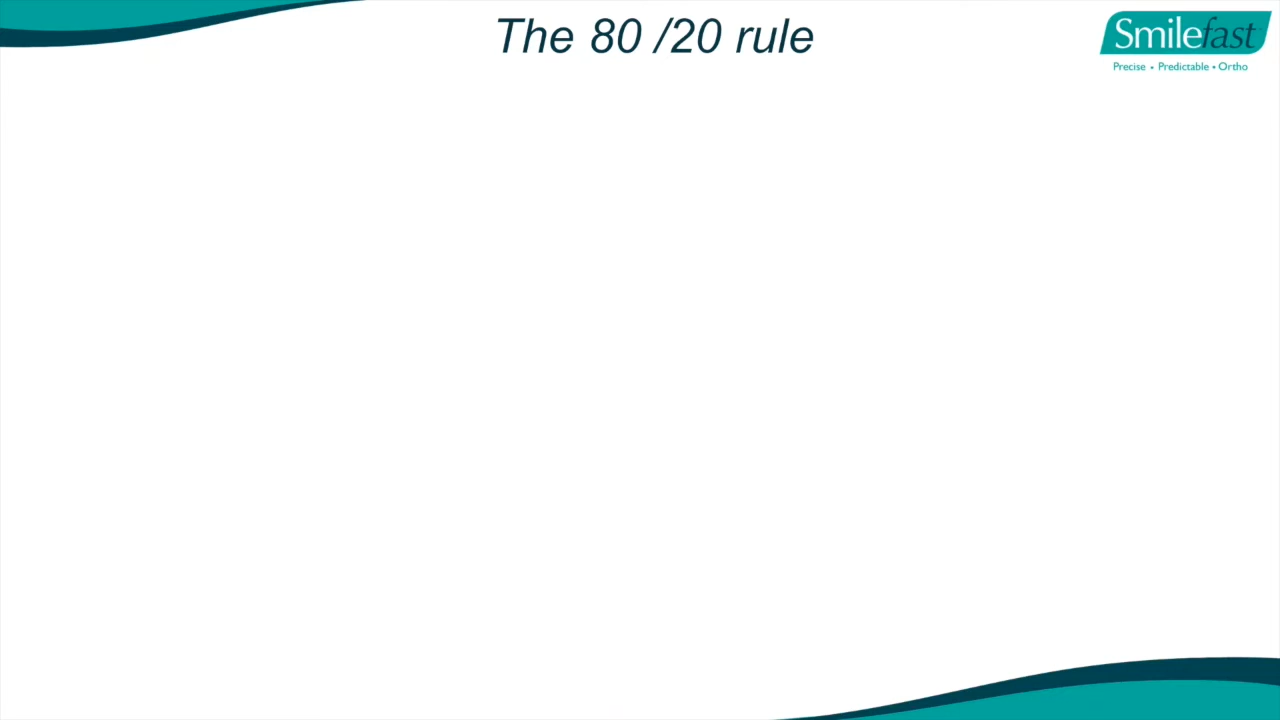 The 80 /20 rule
Smilefast
Precise • Predictable • Ortho